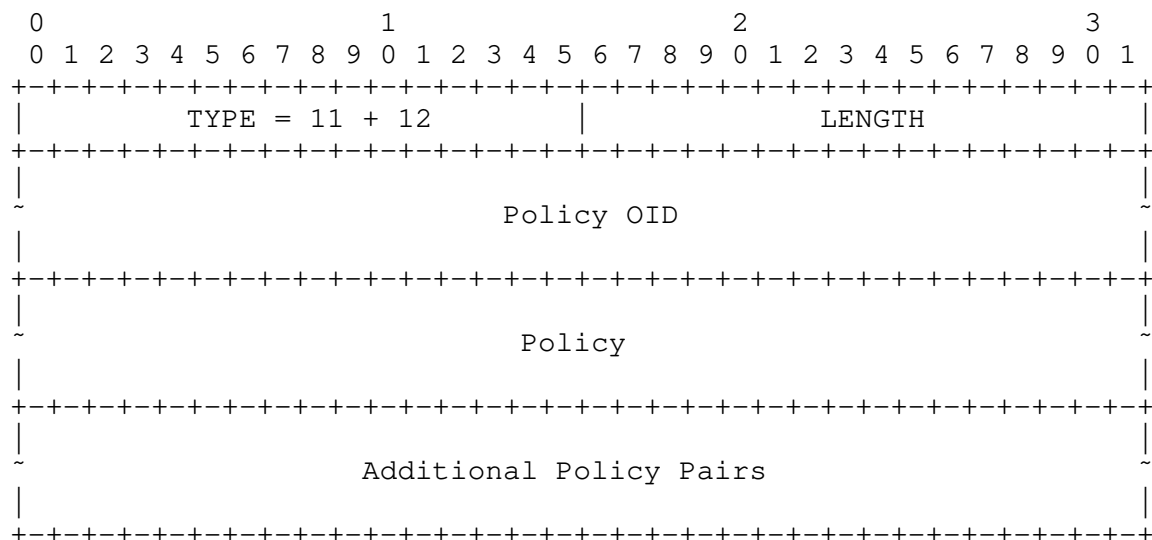 0                   1                   2                   3
 0 1 2 3 4 5 6 7 8 9 0 1 2 3 4 5 6 7 8 9 0 1 2 3 4 5 6 7 8 9 0 1
+-+-+-+-+-+-+-+-+-+-+-+-+-+-+-+-+-+-+-+-+-+-+-+-+-+-+-+-+-+-+-+-+
|         TYPE = 11 + 12        |             LENGTH            |
+-+-+-+-+-+-+-+-+-+-+-+-+-+-+-+-+-+-+-+-+-+-+-+-+-+-+-+-+-+-+-+-+
|                                                               |
~                           Policy OID                          ~
|                                                               |
+-+-+-+-+-+-+-+-+-+-+-+-+-+-+-+-+-+-+-+-+-+-+-+-+-+-+-+-+-+-+-+-+
|                                                               |
~                            Policy                             ~
|                                                               |
+-+-+-+-+-+-+-+-+-+-+-+-+-+-+-+-+-+-+-+-+-+-+-+-+-+-+-+-+-+-+-+-+
|                                                               |
~                   Additional Policy Pairs                     ~
|                                                               |
+-+-+-+-+-+-+-+-+-+-+-+-+-+-+-+-+-+-+-+-+-+-+-+-+-+-+-+-+-+-+-+-+